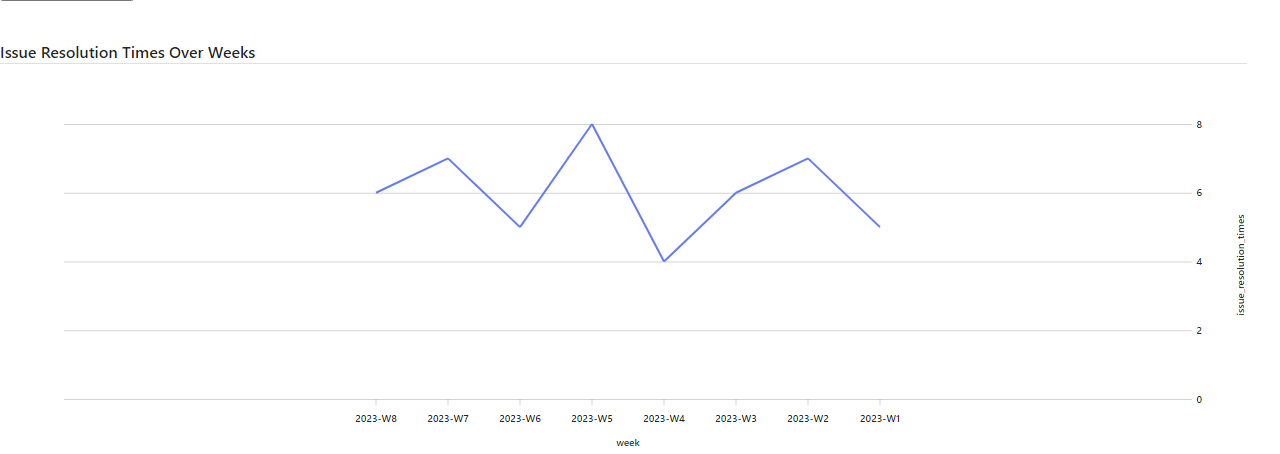 Issue Resolution Times Over Weeks
8
6
4
2
0
issue_resolution_times
2023-W8 2023-W7 2023-W6 2023-W5 2023-W4 2023-W3 2023-W2 2023-W1
week